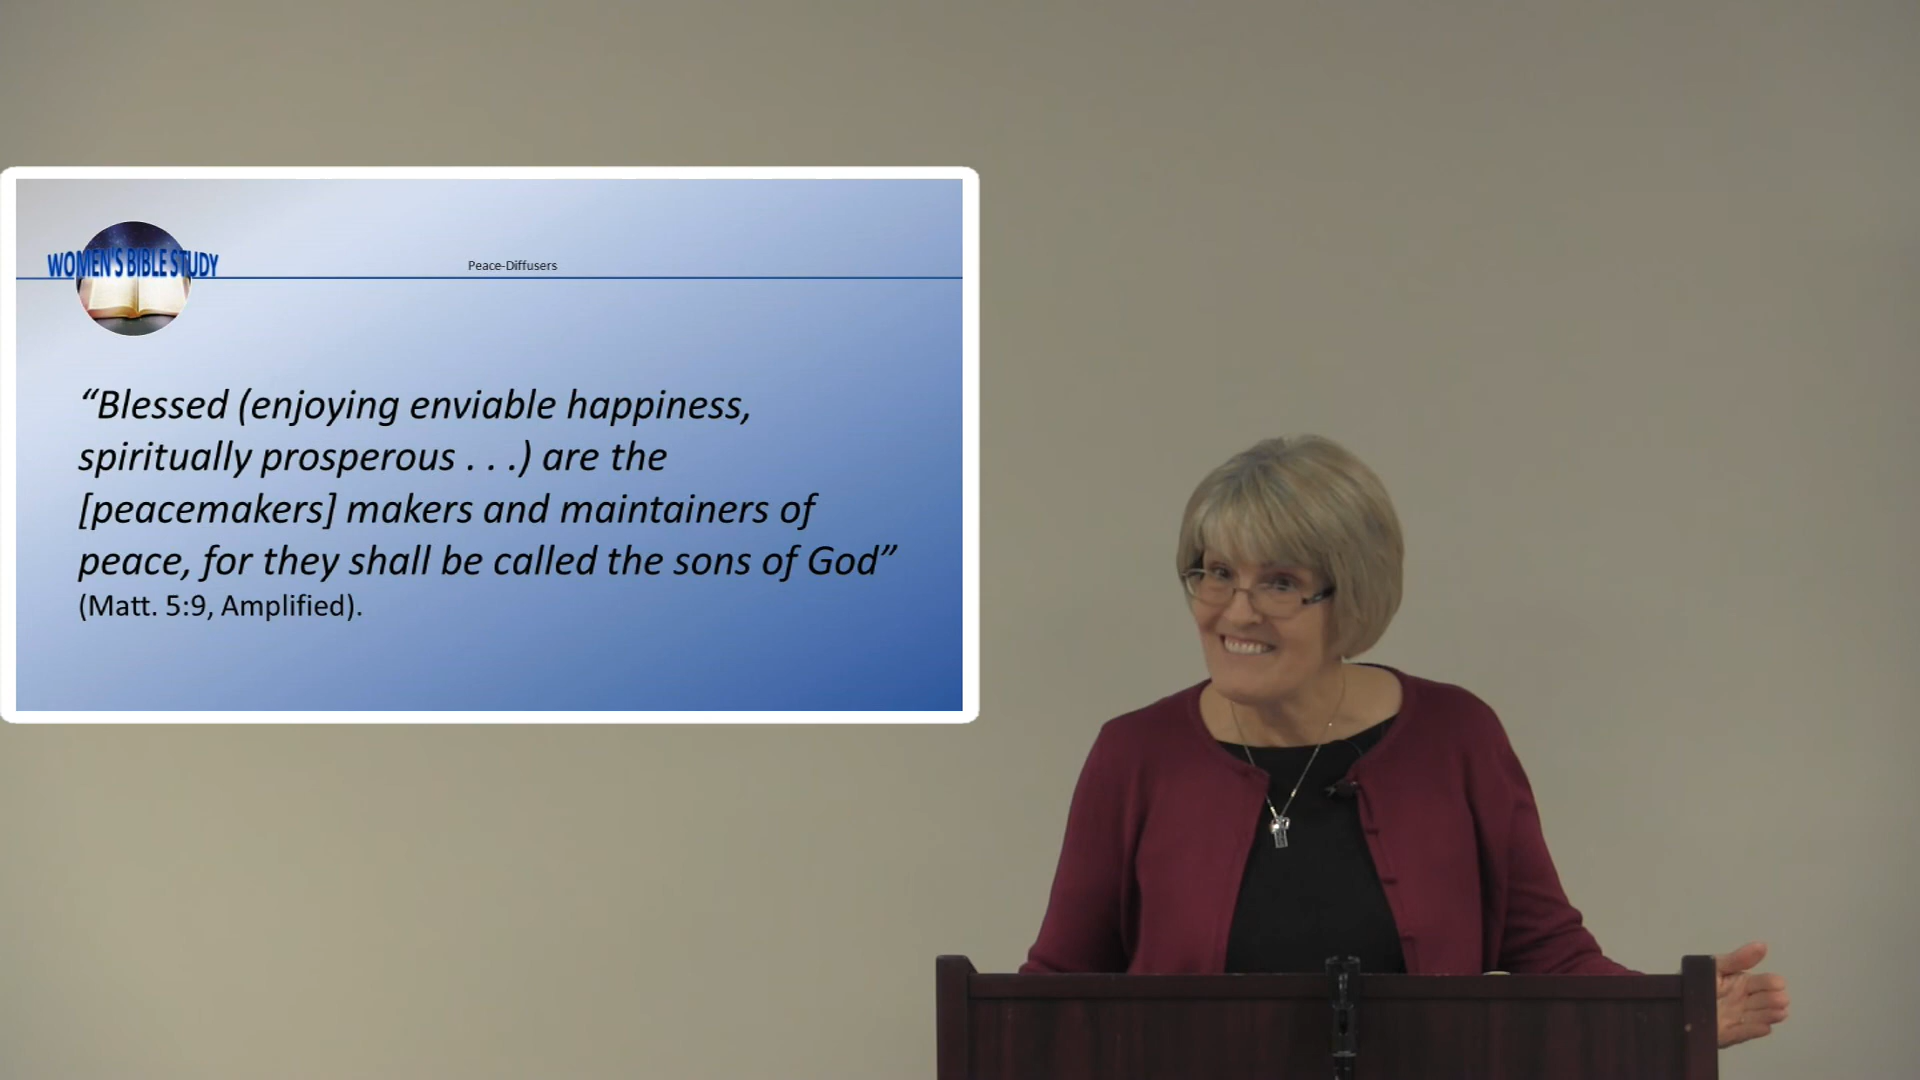 WOMEN'S BIBLE STUDY
Peace-Diffusers
“Blessed (enjoying enviable happiness,
spiritually prosperous . . .) are the
[peacemakers] makers and maintainers of
peace, for they shall be called the sons of God”
(Matt. 5:9, Amplified).